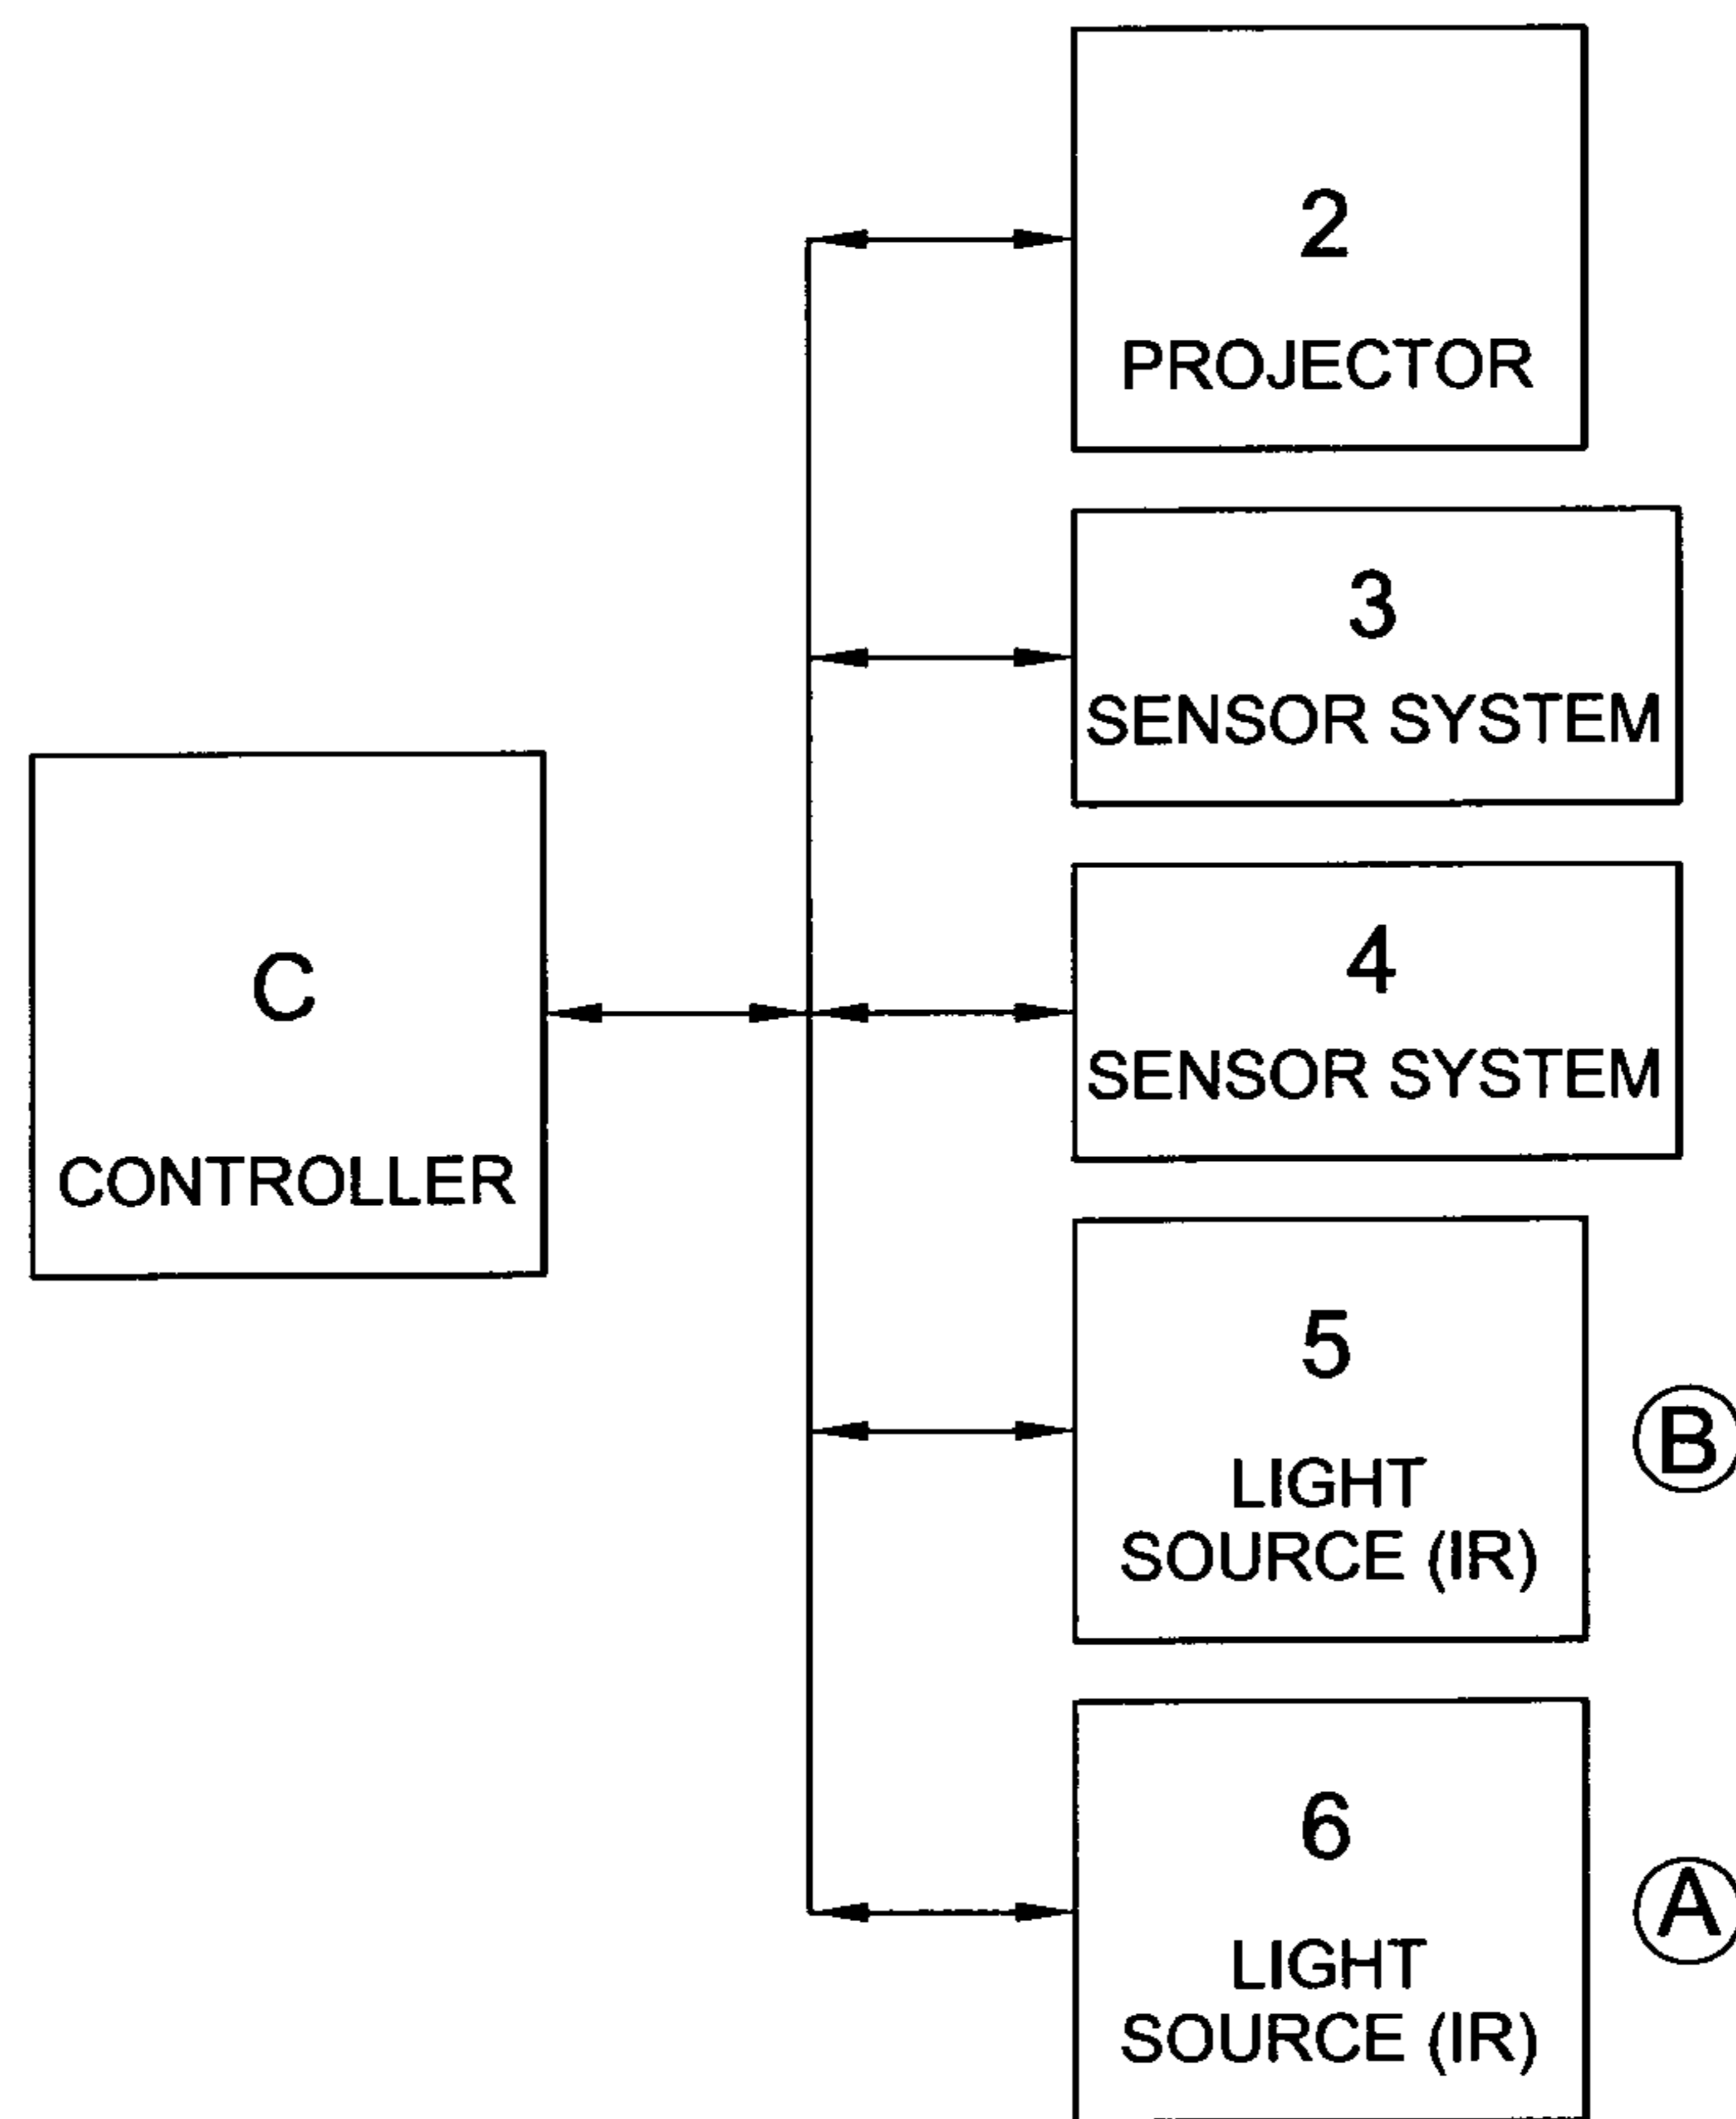 2
PROJECTOR
3
SENSOR SYSTEM
C
CONTROLLER
4
SENSOR SYSTEM
5
LIGHT
SOURCE (IR)
B
6
LIGHT
SOURCE (IR)
A